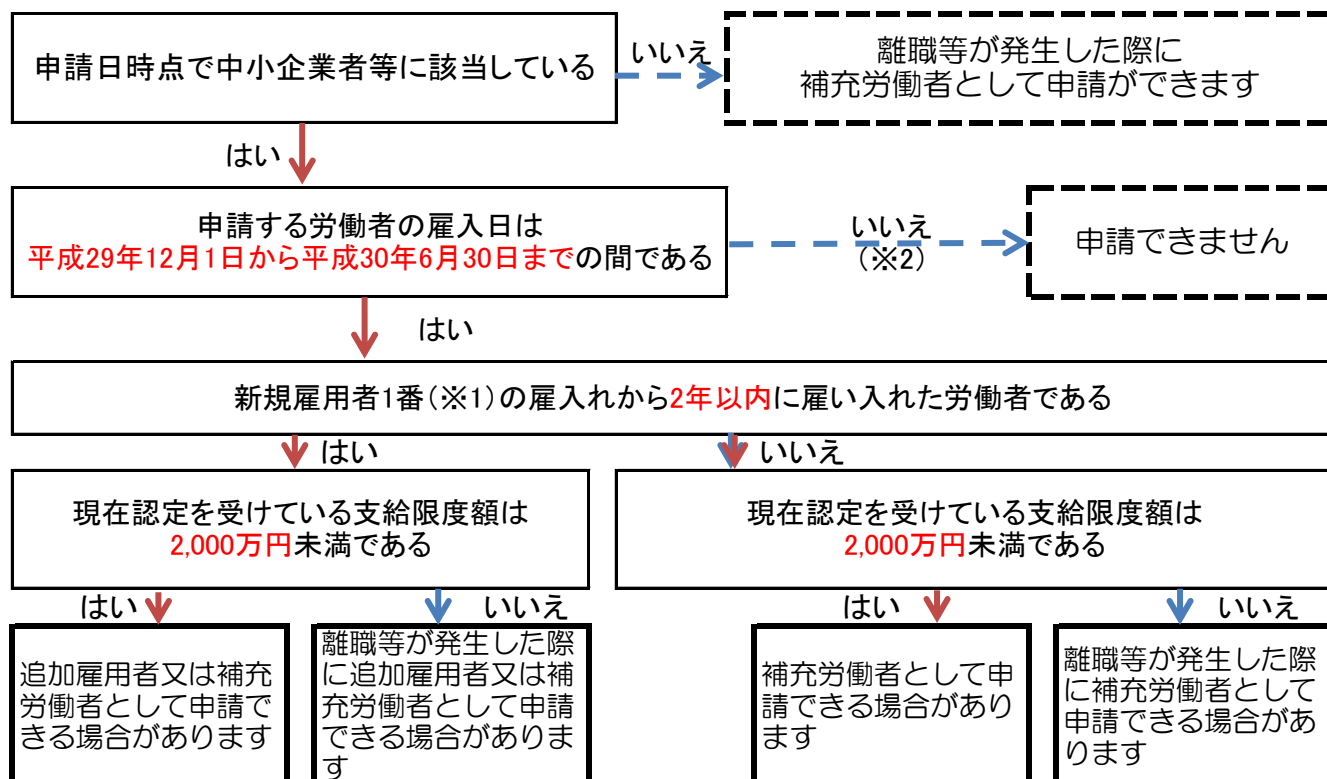 申請日時点で中小企業者等に該当している
いいえ
離職等が発生した際に
補充労働者として申請ができます
はい
申請する労働者の雇入日は
平成29年12月1日から平成30年6月30日までの間である
いいえ
（※2）
申請できません
はい
新規雇用者1番（※1）の雇入れから2年以内に雇い入れた労働者である
はい
いいえ
現在認定を受けている支給限度額は
2,000万円未満である
現在認定を受けている支給限度額は
2,000万円未満である
はい
いいえ
はい
いいえ
追加雇用者又は補充
労働者として申請で
きる場合があります
離職等が発生した際
に追加雇用者又は補
充労働者として申請
できる場合がありま
す
補充労働者として申
請できる場合があり
ます
離職等が発生した際
に補充労働者として
申請できる場合があ
ります